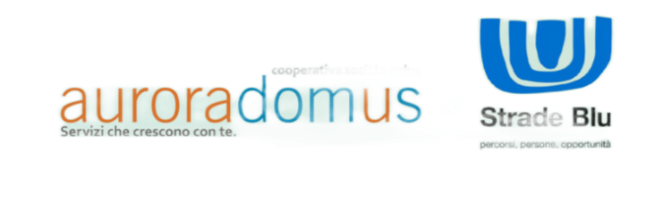 cooperativa
auroradomus
Servizi che crescono con te.
Strade Blu
percorsi, persone, opportunità